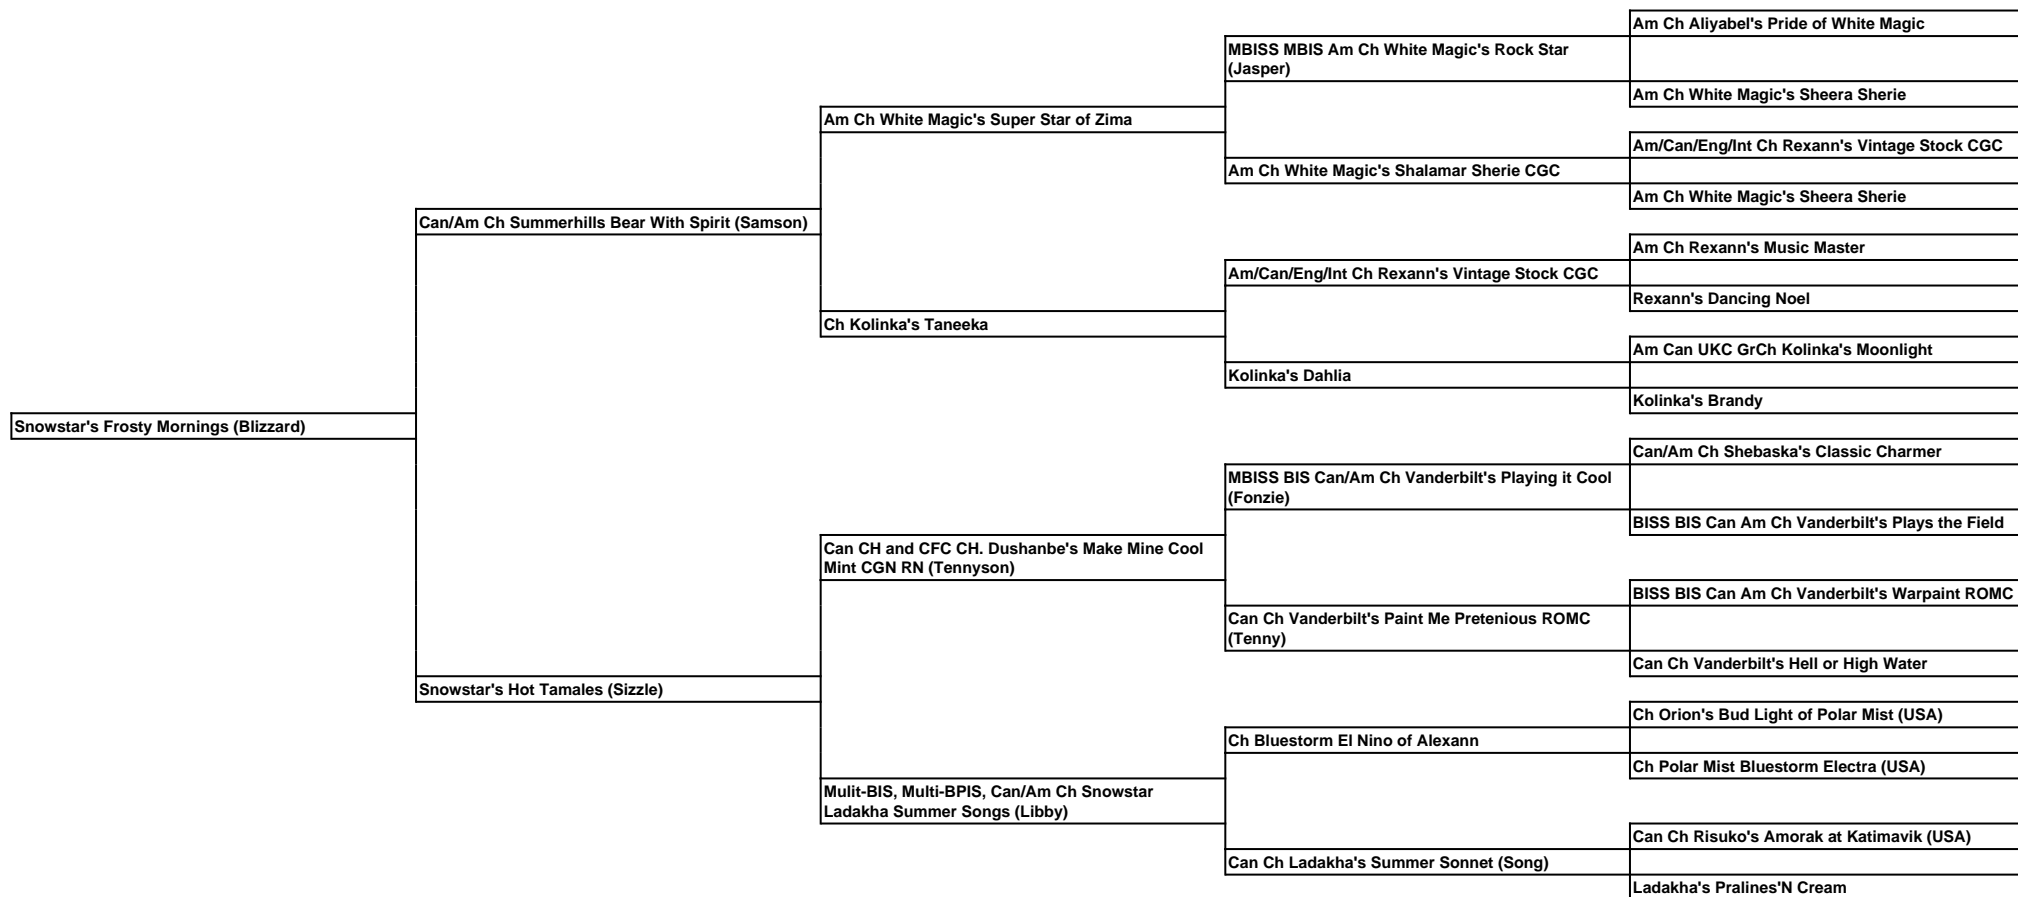 Am Ch Aliyabel's Pride of White Magic
MBISS MBIS Am Ch White Magic's Rock Star
(Jasper)
Am Ch White Magic's Sheera Sherie
Am Ch White Magic's Super Star of Zima
Am/Can/Eng/Int Ch Rexann's Vintage Stock CGC
Am Ch White Magic's Shalamar Sherie CGC
Am Ch White Magic's Sheera Sherie
Can/Am Ch Summerhills Bear With Spirit (Samson)
Am Ch Rexann's Music Master
Am/Can/Eng/Int Ch Rexann's Vintage Stock CGC
Rexann's Dancing Noel
Ch Kolinka's Taneeka
Am Can UKC GrCh Kolinka's Moonlight
Kolinka's Dahlia
Kolinka's Brandy
Snowstar's Frosty Mornings (Blizzard)
Can/Am Ch Shebaska's Classic Charmer
MBISS BIS Can/Am Ch Vanderbilt's Playing it Cool
(Fonzie)
BISS BIS Can Am Ch Vanderbilt's Plays the Field
Can CH and CFC CH. Dushanbe's Make Mine Cool
Mint CGN RN (Tennyson)
BISS BIS Can Am Ch Vanderbilt's Warpaint ROMC
Can Ch Vanderbilt's Paint Me Pretenious ROMC
(Tenny)
Can Ch Vanderbilt's Hell or High Water
Snowstar's Hot Tamales (Sizzle)
Ch Orion's Bud Light of Polar Mist (USA)
Ch Bluestorm El Nino of Alexann
Ch Polar Mist Bluestorm Electra (USA)
Mulit-BIS, Multi-BPIS, Can/Am Ch Snowstar
Ladakha Summer Songs (Libby)
Can Ch Risuko's Amorak at Katimavik (USA)
Can Ch Ladakha's Summer Sonnet (Song)
Ladakha's Pralines'N Cream